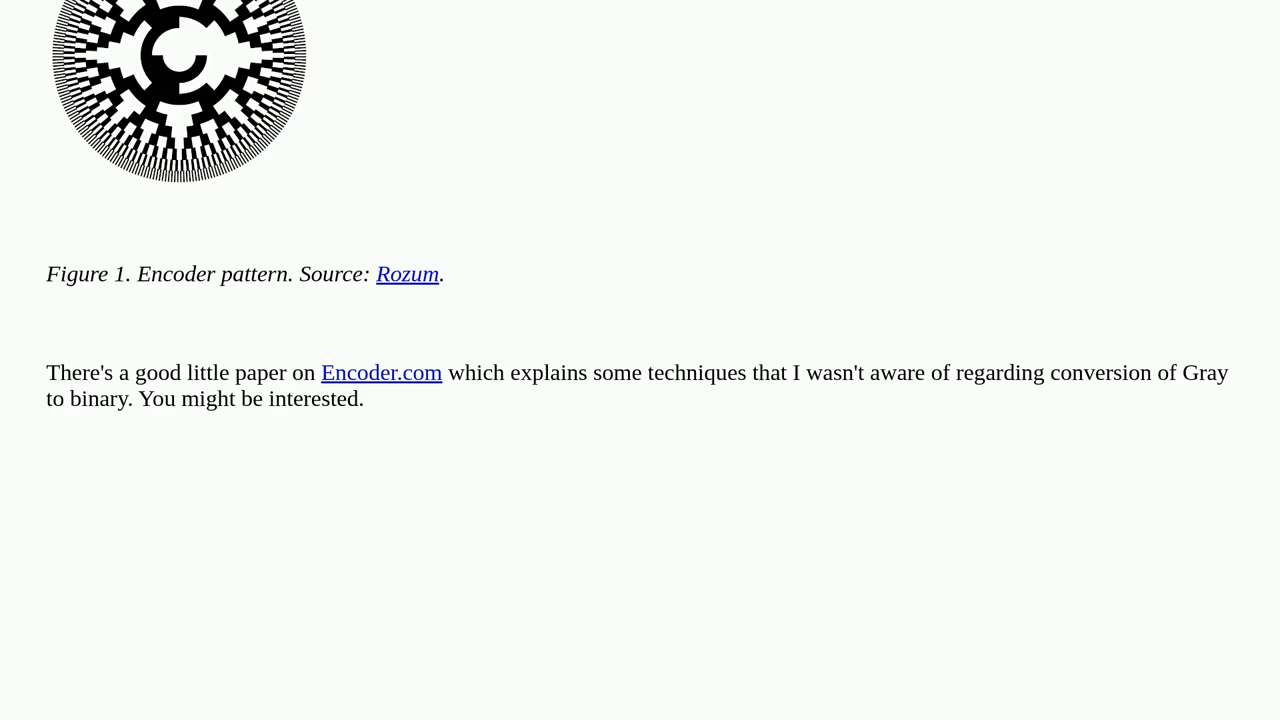 Figure 1. Encoder pattern. Source: Rozum.
There's a good little paper on Encoder.com which explains some techniques that I wasn't aware of regarding conversion of Gray
to binary. You might be interested.